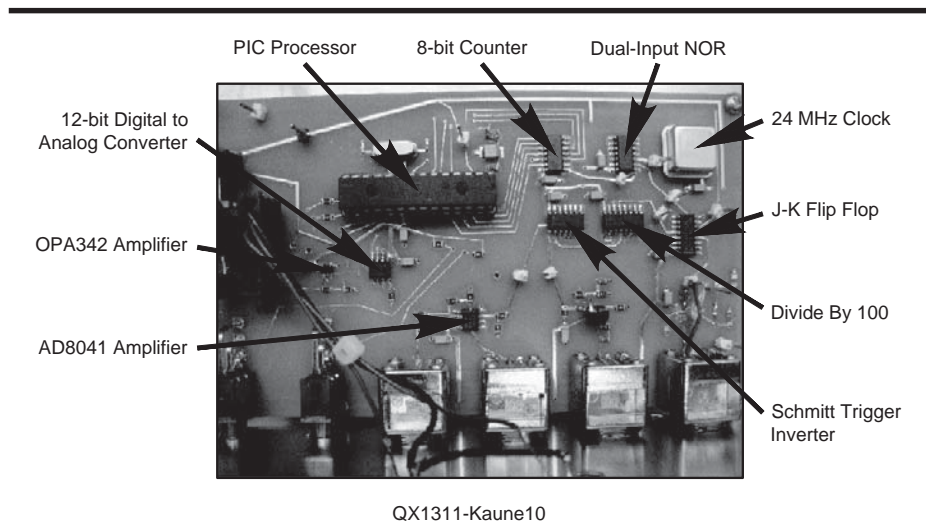 PIC Processor
8-bit Counter
Dual-Input NOR
12-bit Digital to
Analog Converter
24 MHz Clock
J-K Flip Flop
OPA342 Amplifier
Divide By 100
AD8041 Amplifier
Schmitt Trigger
Inverter
QX1311-Kaune10